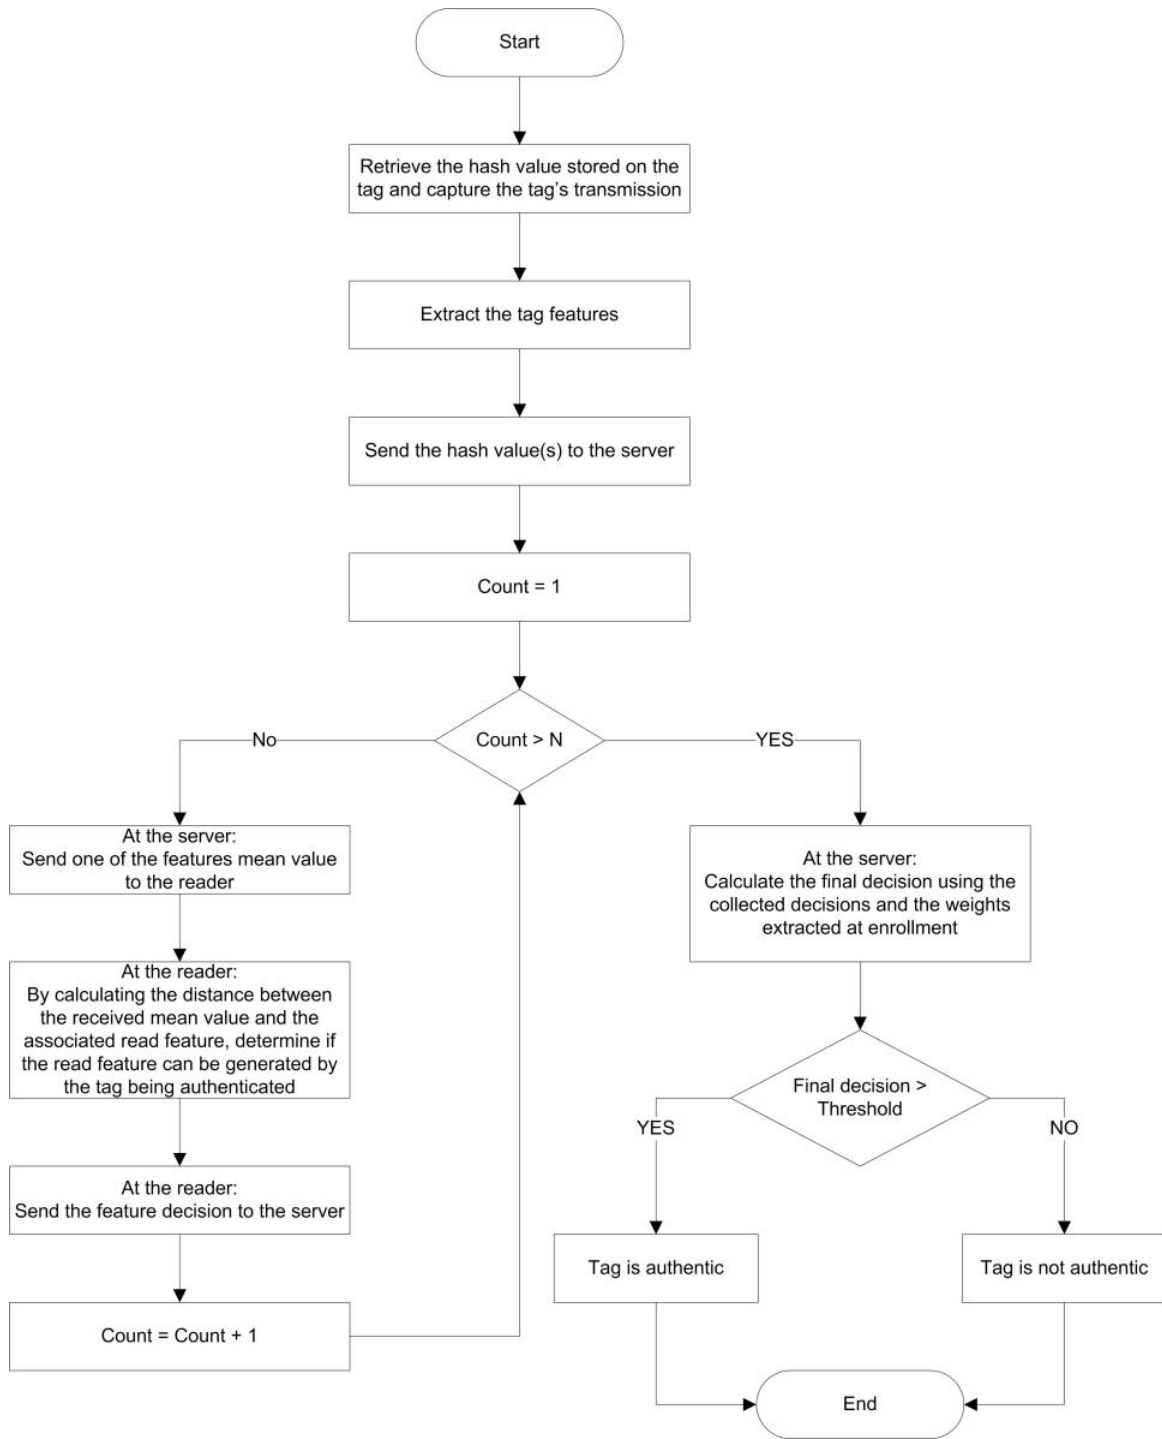 Start
Retrieve the hash value stored on the
tag and capture the tag's transmission
Extract the tag features
Send the hash value(s) to the server
Count = 1
Count > N
No
YES
At the server:
Send one of the features mean value
to the reader
At the reader:
By calculating the distance between
the received mean value and the
associated read feature, determine if
the read feature can be generated by
the tag being authenticated
At the reader:
Send the feature decision to the server
Count = Count + 1
At the server:
Calculate the final decision using the
collected decisions and the weights
extracted at enrollment
Final decision >
Threshold
YES
NO
Tag is authentic
Tag is not authentic
End